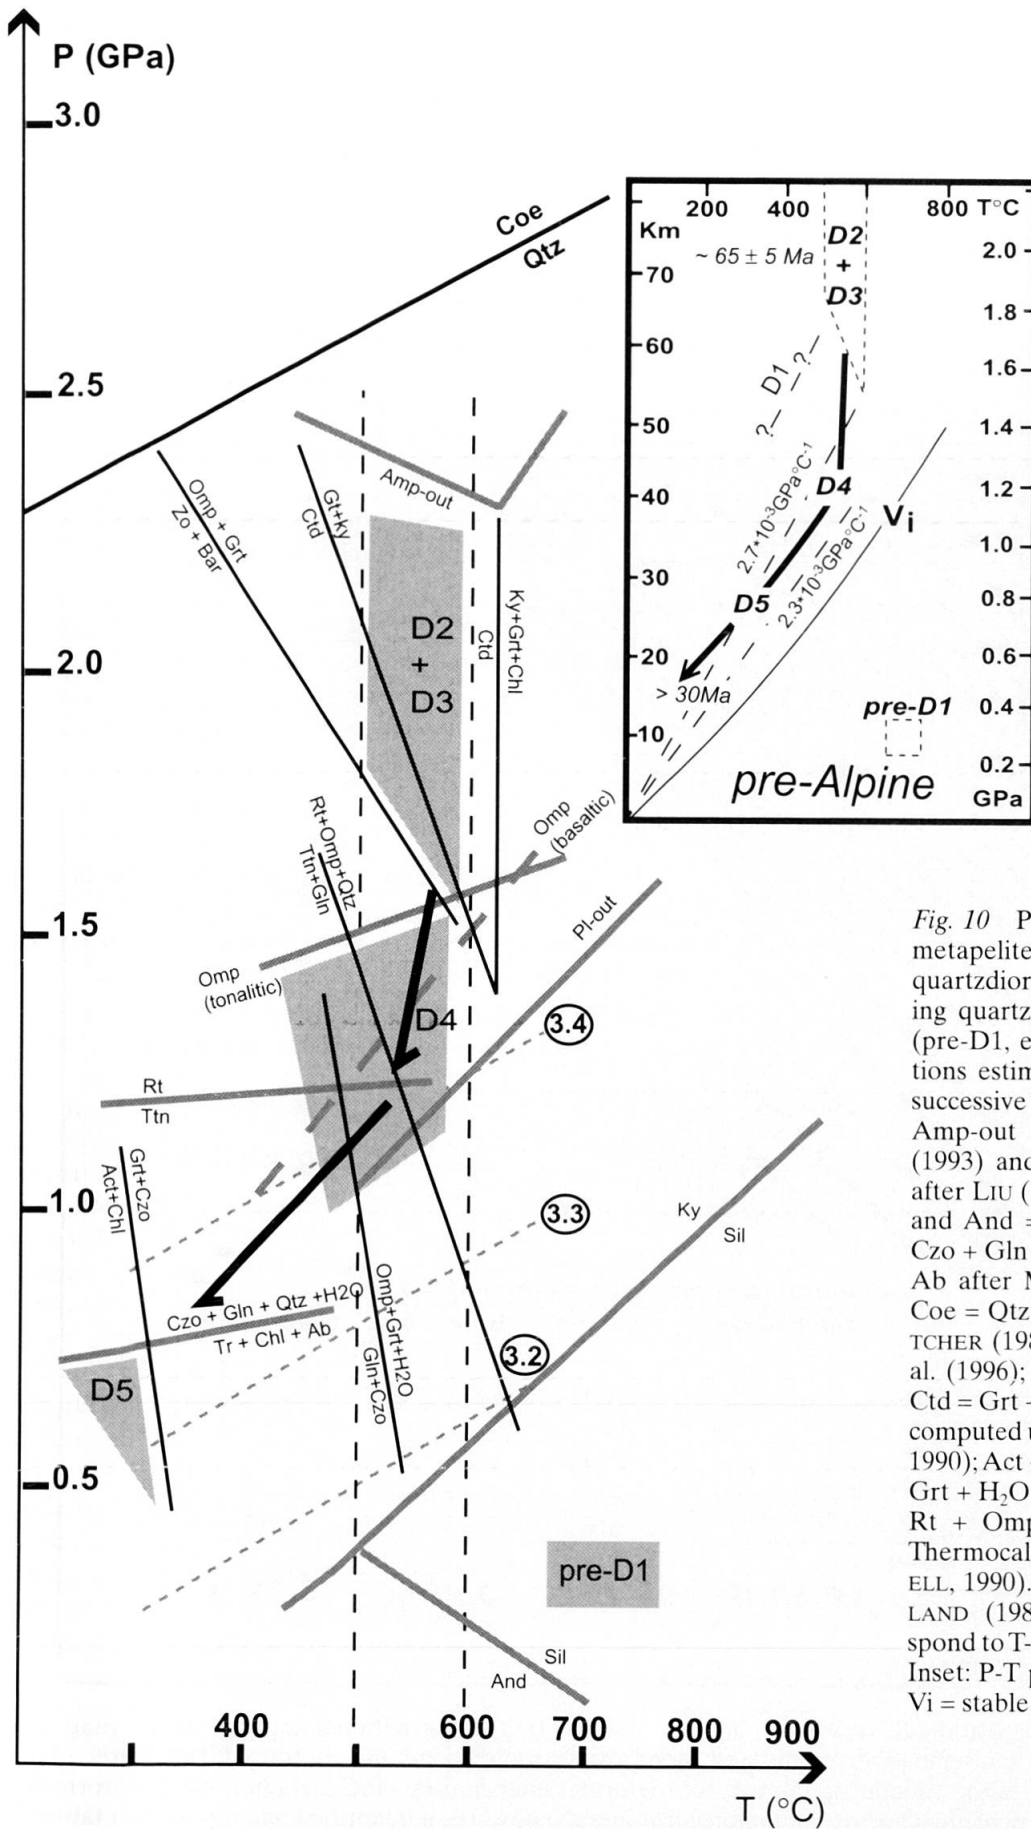 P (GPa)
3.0
2.5
2.0
1.5
1.0
0.5
Coe
Qtz
Omp + Grt
Zo + Bar
Gt+ky
Ctd
Amp-out
D2
+
D3
Ctd
Ky+Grt+Chl
Rt+Omp+Qtz
Ttn+Gln
Omp
(basaltic)
Omp
(tonalitic)
Pl-out
D4
3.4
Rt
Ttn
Grt+Czo
Act+Chl
3.3
Ky
Sil
Czo + Gln + Qtz +H2O
Tr + Chl + Ab
Omp+Grt+H2O
Gln+Czo
3.2
D5
pre-D1
Sil
And
400
600
700
800
900
T (°C)
200 400 800 T°C
Km
70
60
50
40
30
20
10
~ 65 ± 5 Ma
D2
+
D3
2.0
1.8
1.6
1.4
1.2
1.0
0.8
0.6
0.4
0.2
GPa
? D1 ?
2.7*10-3GPa°C-1
2.3*10-3GPa°C-1
D4
Vi
D5
> 30Ma
pre-D1
pre-Alpine
Fig. 10 P
metapelite
quartzdior
ing quartz
(pre-D1, e
tions estim
successive
Amp-out
(1993) and
after LIU (
and And =
Czo + Gln
Ab after M
Coe = Qtz
TCHER (198
al. (1996);
Ctd = Grt -
computed u
1990); Act
Grt + H2O
Rt + Omp
Thermocal
ELL, 1990).
LAND (198
spond to T-
Inset: P-T p
Vi = stable